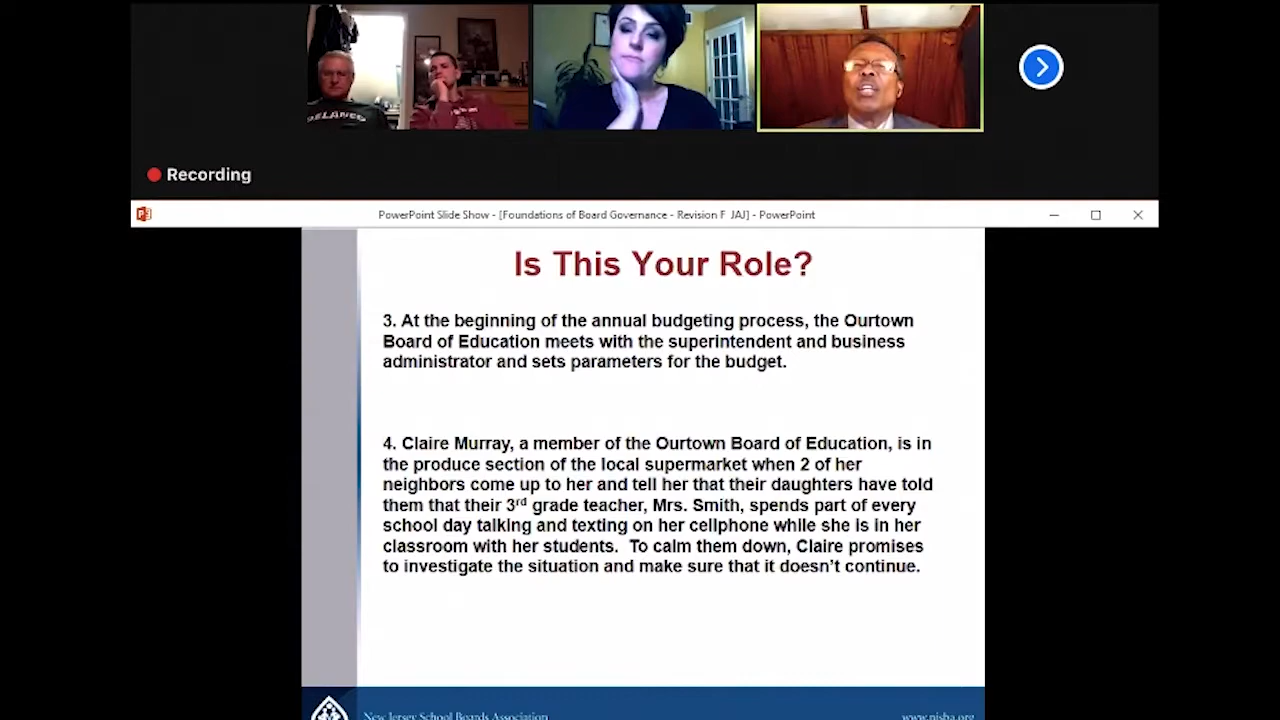 DELANCO
Recording
PowerPoint Slide Show - [Foundations of Board Governance - Revision F JAJ] - PowerPoint
Is This Your Role?
3. At the beginning of the annual budgeting process, the Ourtown
Board of Education meets with the superintendent and business
administrator and sets parameters for the budget.
4. Claire Murray, a member of the Ourtown Board of Education, is in
the produce section of the local supermarket when 2 of her
neighbors come up to her and tell her that their daughters have told
them that their 3rd grade teacher, Mrs. Smith, spends part of every
school day talking and texting on her cellphone while she is in her
classroom with her students. To calm them down, Claire promises
to investigate the situation and make sure that it doesn't continue.
New Jersey School Boards Association
www.njsba.org